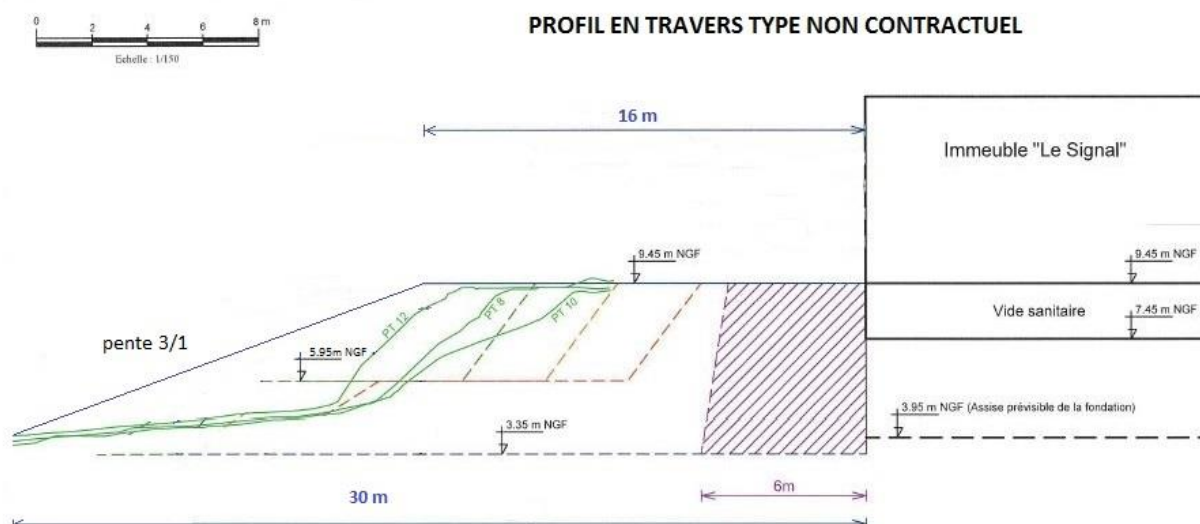 PROFIL EN TRAVERS TYPE NON CONTRACTUEL
0 2 4 6 8 m
Echelle : 1/150
16 m
Immeuble "Le Signal"
9.45 m NGF
9.45 m NGF
PT 12
PT 8
PT 10
Vide sanitaire
7.45 m NGF
pente 3/1
5.95m NGF
3.95 m NGF (Assise prévisible de la fondation)
3.35 m NGF
30 m
6m